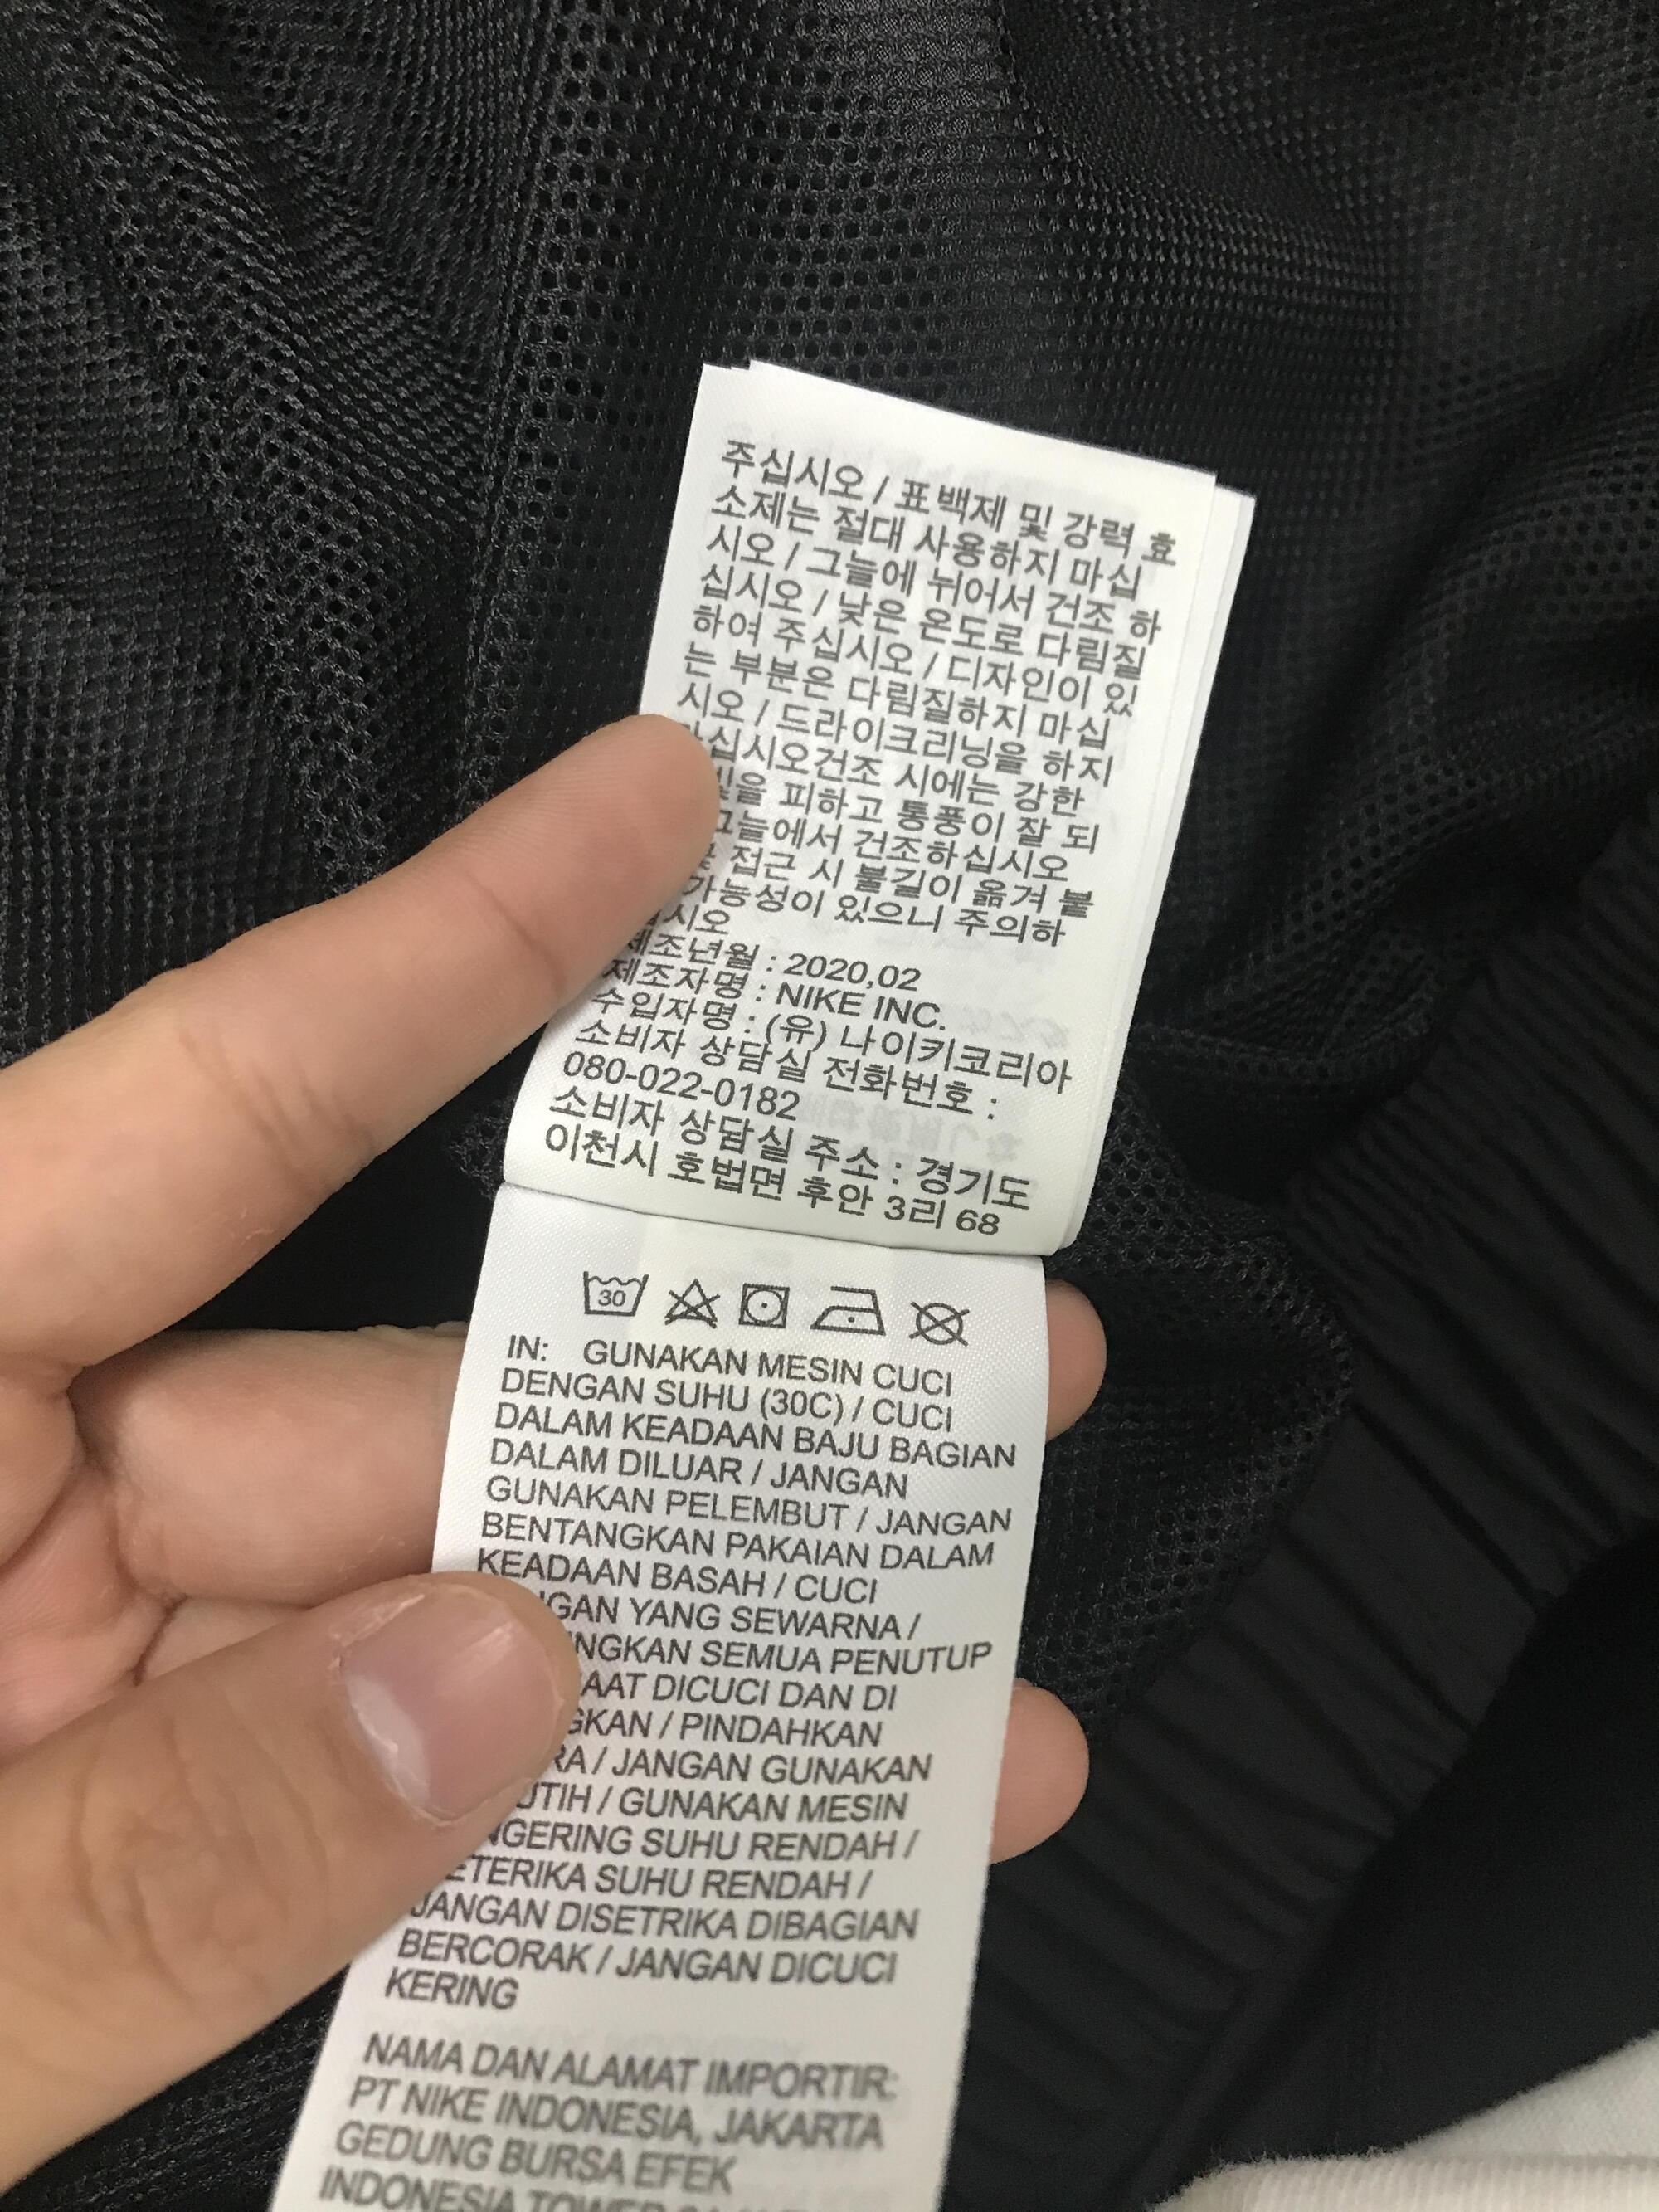 주십시오 / 표백제 및 강력 효
소제는 절대 사용하지 마십
시오 / 그늘에 뉘어서 건조 하
십시오 / 낮은 온도로 다림질
하여 주십시오 / 디자인이 있
는 부분은 다림질하지 마십
시오 / 드라이크리닝을 하지
십시오건조 시에는 강한
피하고 통풍이 잘 되
그늘에서 건조하십시오
접근 시 불길이 옮겨 붙
가능성이 있으니 주의하
시오
제조년월 : 2020,02
제조자명 : NIKE INC.
수입자명 : (유) 나이키코리아
소비자 상담실 전화번호 :
080-022-0182
소비자 상담실 주소 : 경기도
이천시 호법면 후안 3리 68
30
IN: GUNAKAN MESIN CUCI
DENGAN SUHU (30C) / CUCI
DALAM KEADAAN BAJU BAGIAN
DALAM DILUAR / JANGAN
GUNAKAN PELEMBUT / JANGAN
BENTANGKAN PAKAIAN DALAM
KEADAAN BASAH / CUCI
NGAN YANG SEWARNA /
NGKAN SEMUA PENUTUP
AAT DICUCI DAN DI
GKAN / PINDAHKAN
RA / JANGAN GUNAKAN
UTIH / GUNAKAN MESIN
NGERING SUHU RENDAH /
ETERIKA SUHU RENDAH /
JANGAN DISETRIKA DIBAGIAN
BERCORAK / JANGAN DICUCI
KERING
NAMA DAN ALAMAT IMPORTIR:
PT NIKE INDONESIA, JAKARTA
GEDUNG BURSA EFEK
INDONESIA TOWER